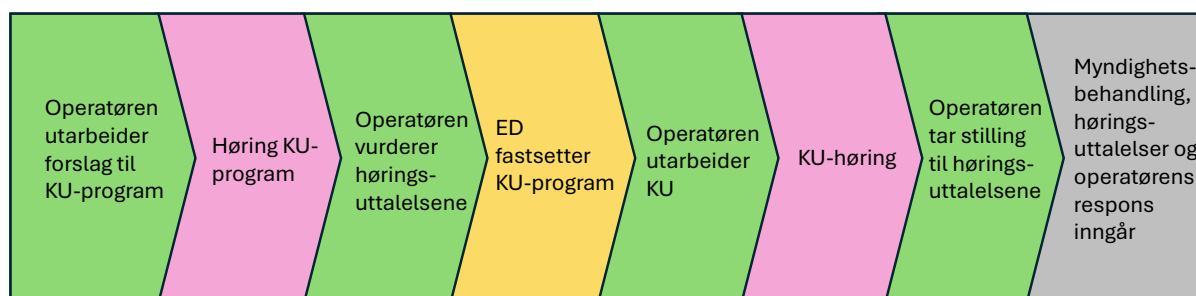 Operatøren
utarbeider
forslag til
KU-program
Høring KU-
program
Operatøren
vurderer
hørings-
uttalelsene
ED
fastsetter
KU-program
Operatøren
utarbeider
KU
KU-høring
Operatøren
tar stilling
til hørings-
uttalelsene
Myndighets-
behandling,
hørings-
uttalelser og
operatørens
respons
inngår